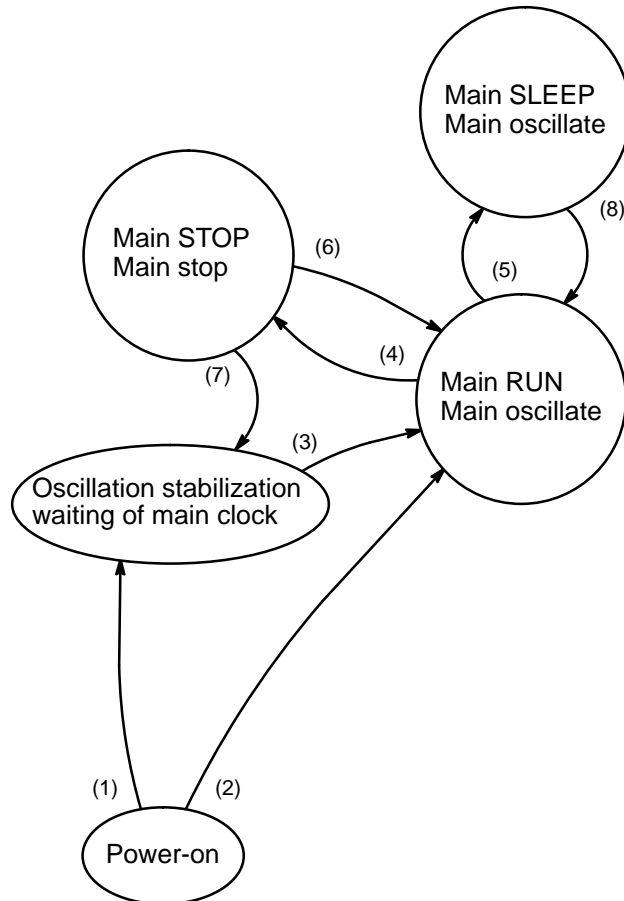 Main SLEEP
Main oscillate
(8)
Main STOP
Main stop
(6)
(5)
(4)
(7)
Main RUN
Main oscillate
(3)
Oscillation stabilization
waiting of main clock
(1)
(2)
Power-on